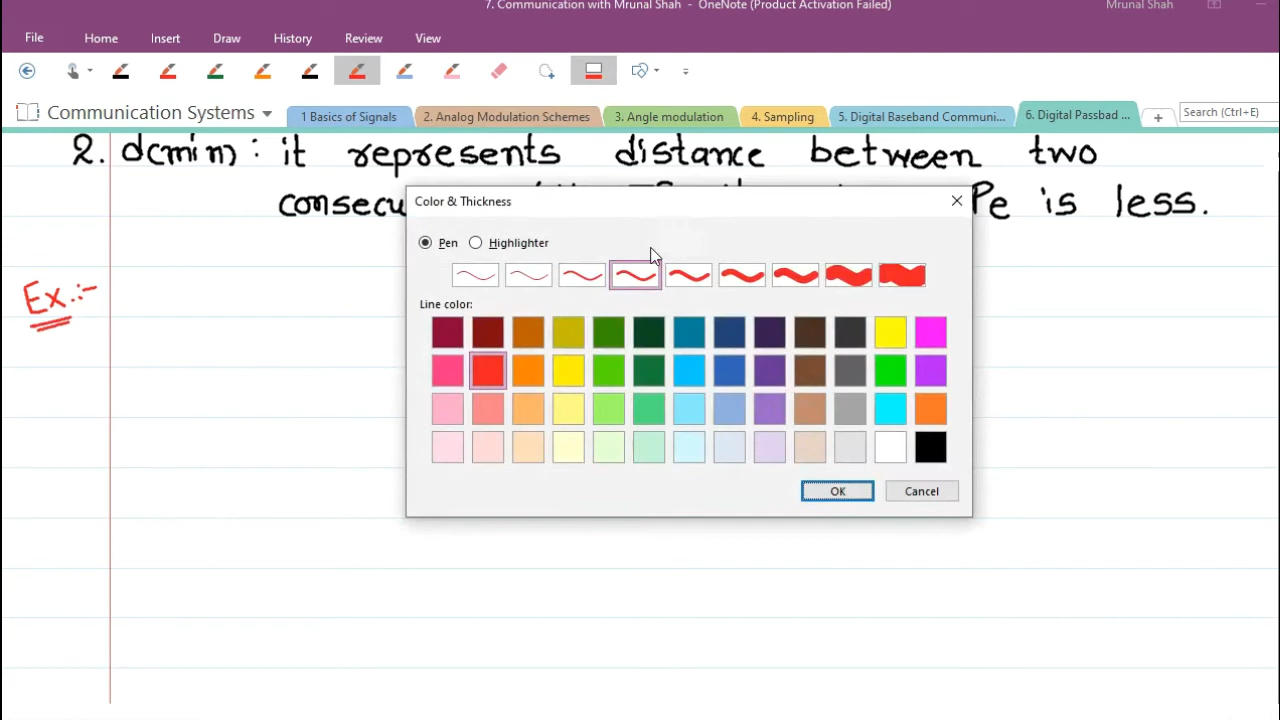 7. Communication with Mrunal Shah - OneNote (Product Activation Failed)
Mrunal Shah
File Home Insert Draw History Review View
Communication Systems
1 Basics of Signals
2. Analog Modulation Schemes
3. Angle modulation
4. Sampling
5. Digital Baseband Communi...
6. Digital Passbad ...
Search (Ctrl+E)
2. d(min) : it represents distance between two
Pe is less.
Color & Thickness
Pen Highlighter
Ex.:-
Line color:
OK Cancel